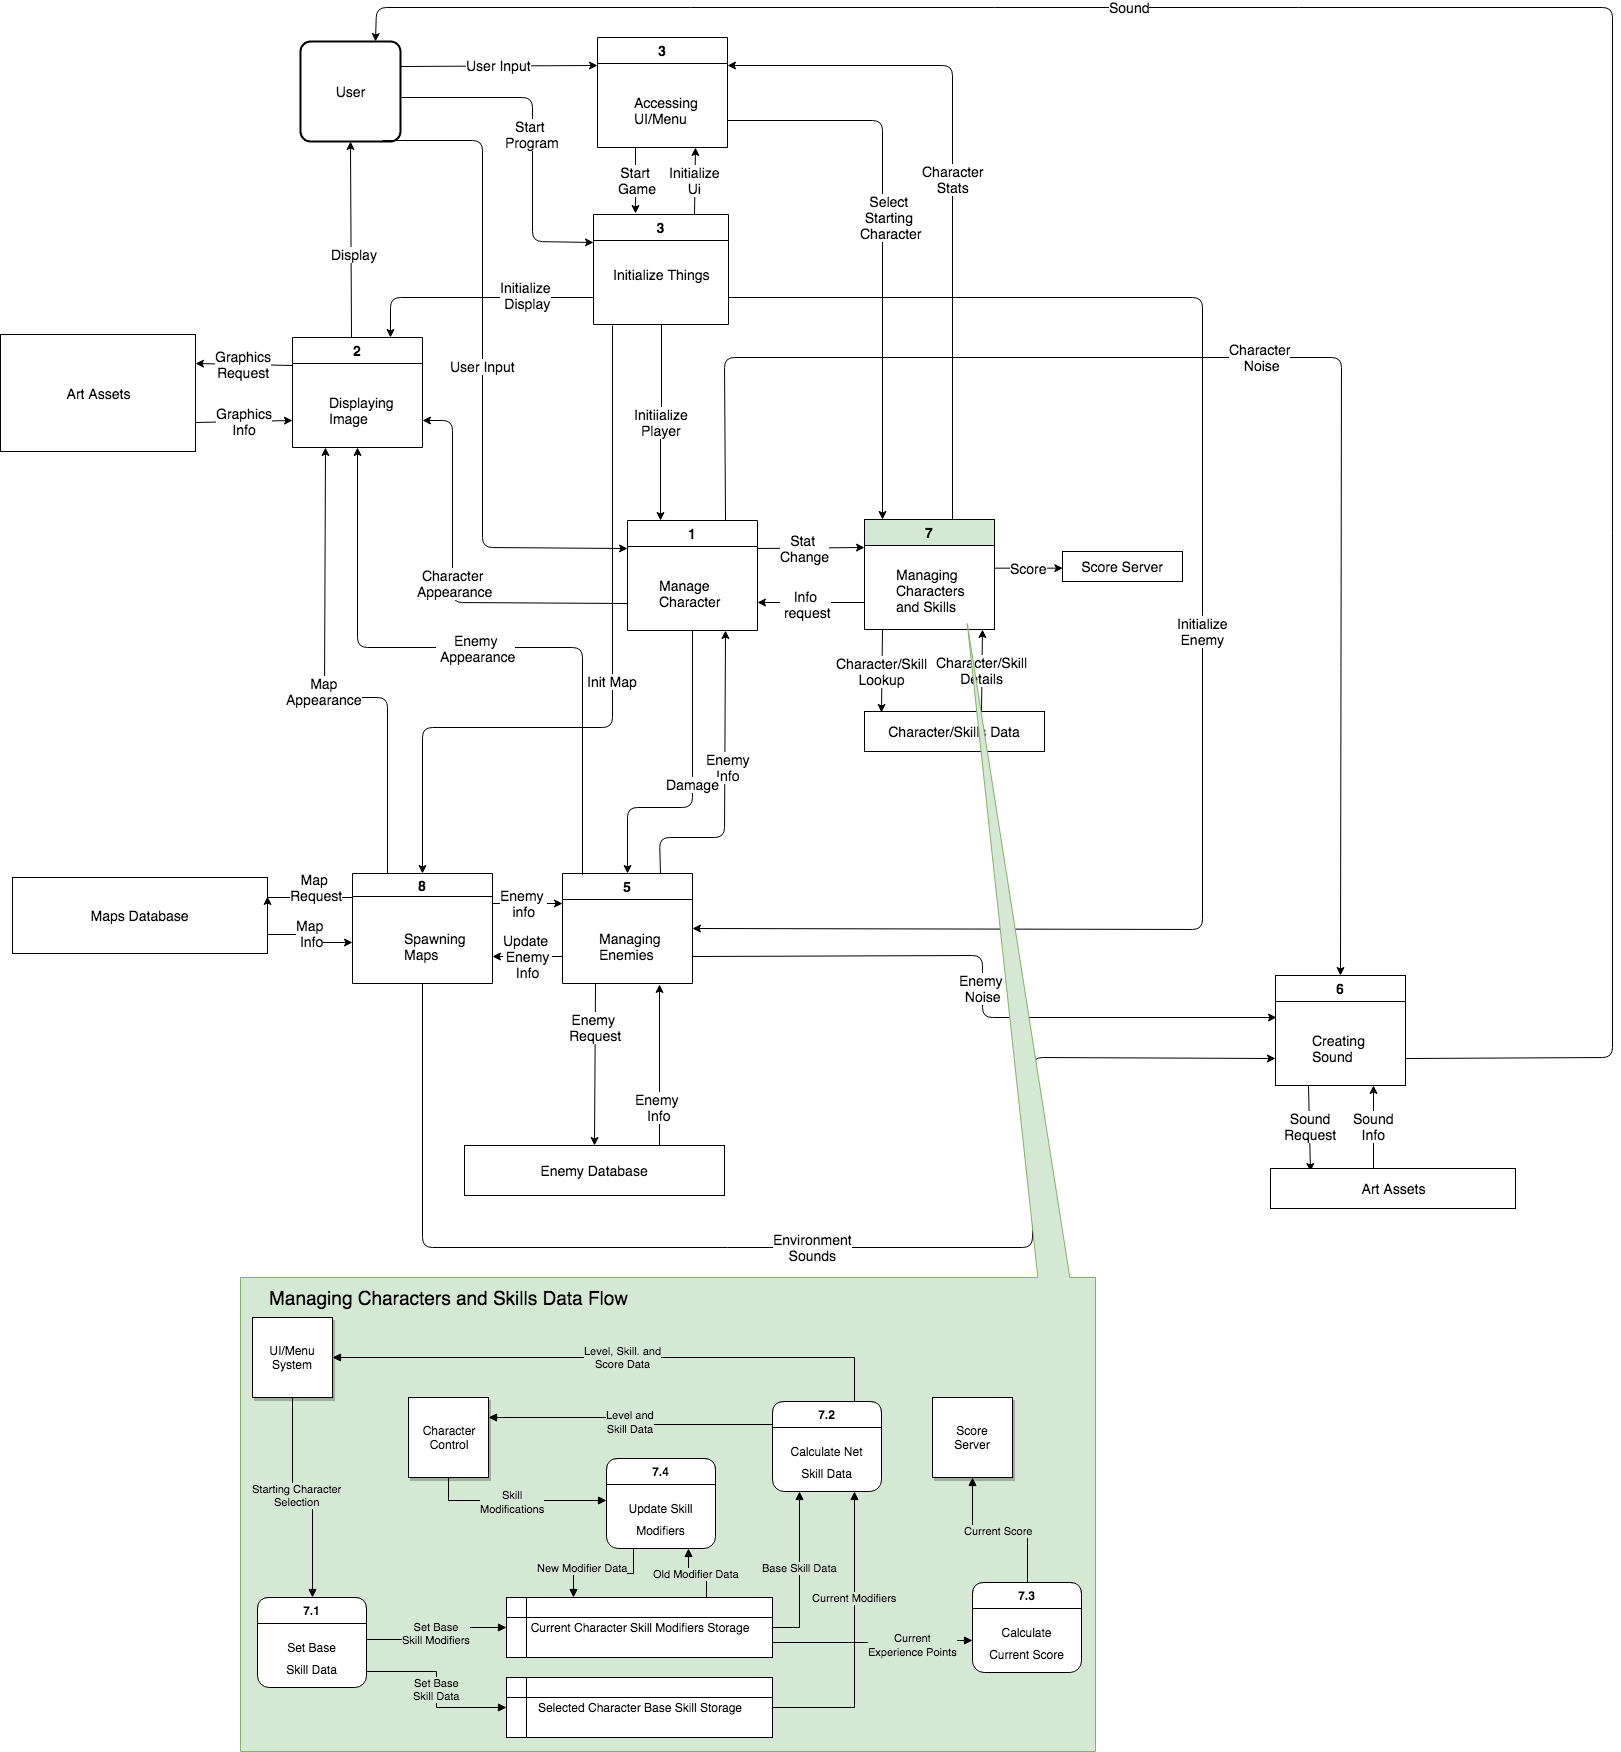 Sound
User
User Input
Start
Program
3
Accessing
UI/Menu
Start
Game
Initialize
Ui
Character
Stats
Select
Starting
Character
3
Initialize Things
Display
Initialize
Display
Art Assets
Graphics
Request
Graphics
Info
2
Displaying
Image
User Input
Initiialize
Player
Character
Noise
1
Manage
Character
Stat
Change
Info
request
7
Managing
Characters
and Skills
Score
Score Server
Character
Appearance
Enemy
Appearance
Map
Appearance
Init Map
Initialize
Enemy
Character/Skill
Lookup
Character/Skill
Details
Character/Skills Data
Damage
Enemy
Info
Maps Database
Map
Request
Map
Info
8
Spawning
Maps
Enemy
info
Update
Enemy
Info
5
Managing
Enemies
Enemy
Noise
6
Creating
Sound
Enemy
Request
Enemy
Info
Enemy Database
Sound
Request
Sound
Info
Art Assets
Environment
Sounds
Managing Characters and Skills Data Flow
UI/Menu
System
Level, Skill. and
Score Data
Character
Control
Level and
Skill Data
7.2
Calculate Net
Skill Data
Score
Server
7.4
Update Skill
Modifiers
Starting Character
Selection
Skill
Modifications
Current Score
New Modifier Data
Old Modifier Data
Base Skill Data
Current Modifiers
7.1
Set Base
Skill Data
Set Base
Skill Modifiers
Current Character Skill Modifiers Storage
Current
Experience Points
7.3
Calculate
Current Score
Set Base
Skill Data
Selected Character Base Skill Storage